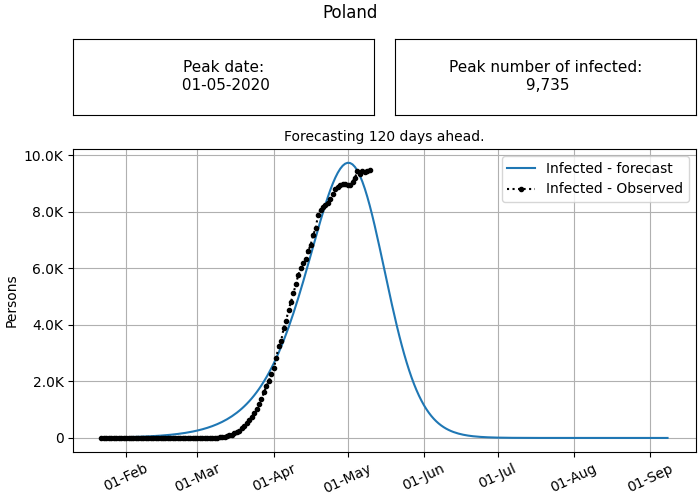 Poland
Peak date:
01-05-2020
Peak number of infected:
9,735
Forecasting 120 days ahead.
10.0K
8.0K
6.0K
4.0K
2.0K
0
Persons
Infected - forecast
Infected - Observed
01-Feb
01-Mar
01-Apr
01-May
01-Jun
01-Jul
01-Aug
01-Sep